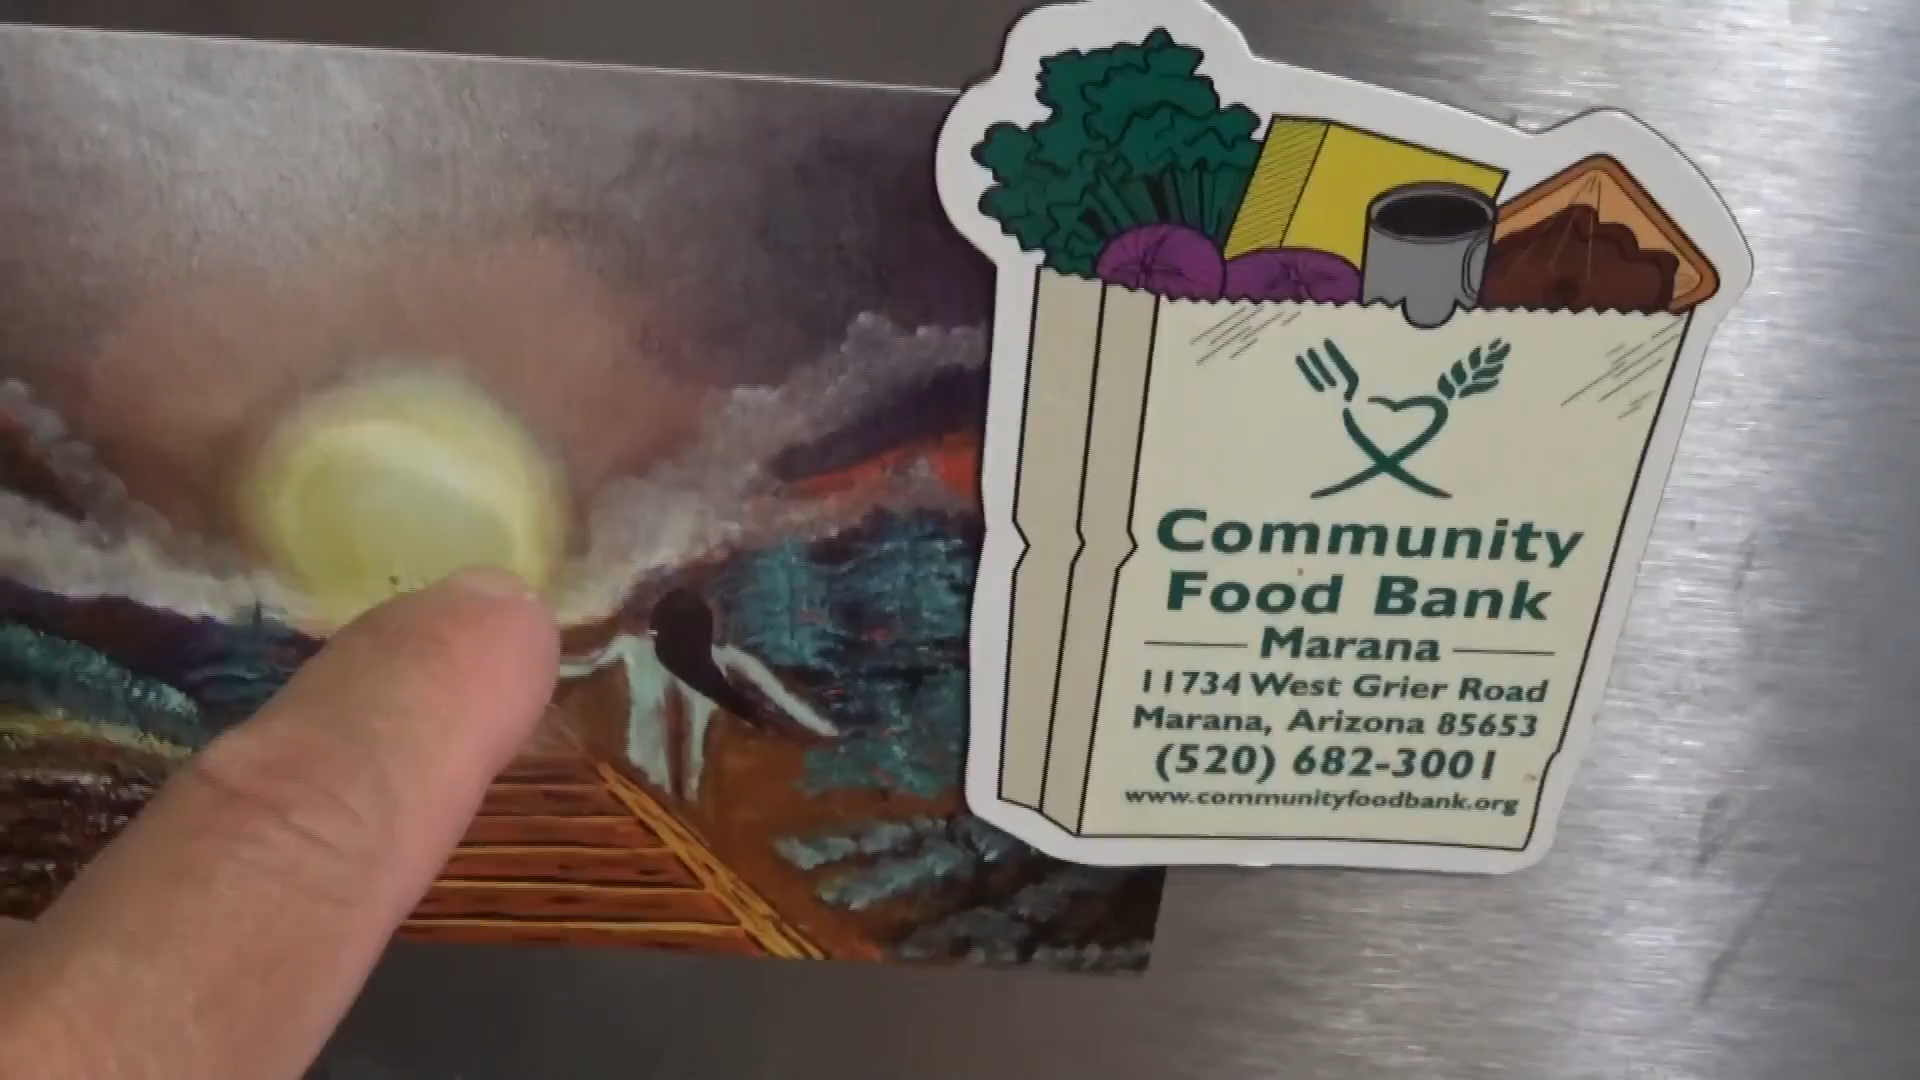 Community
Food Bank
Marana
11734 West Grier Road
Marana, Arizona 85653
(520) 682-3001
www.communityfoodbank.org